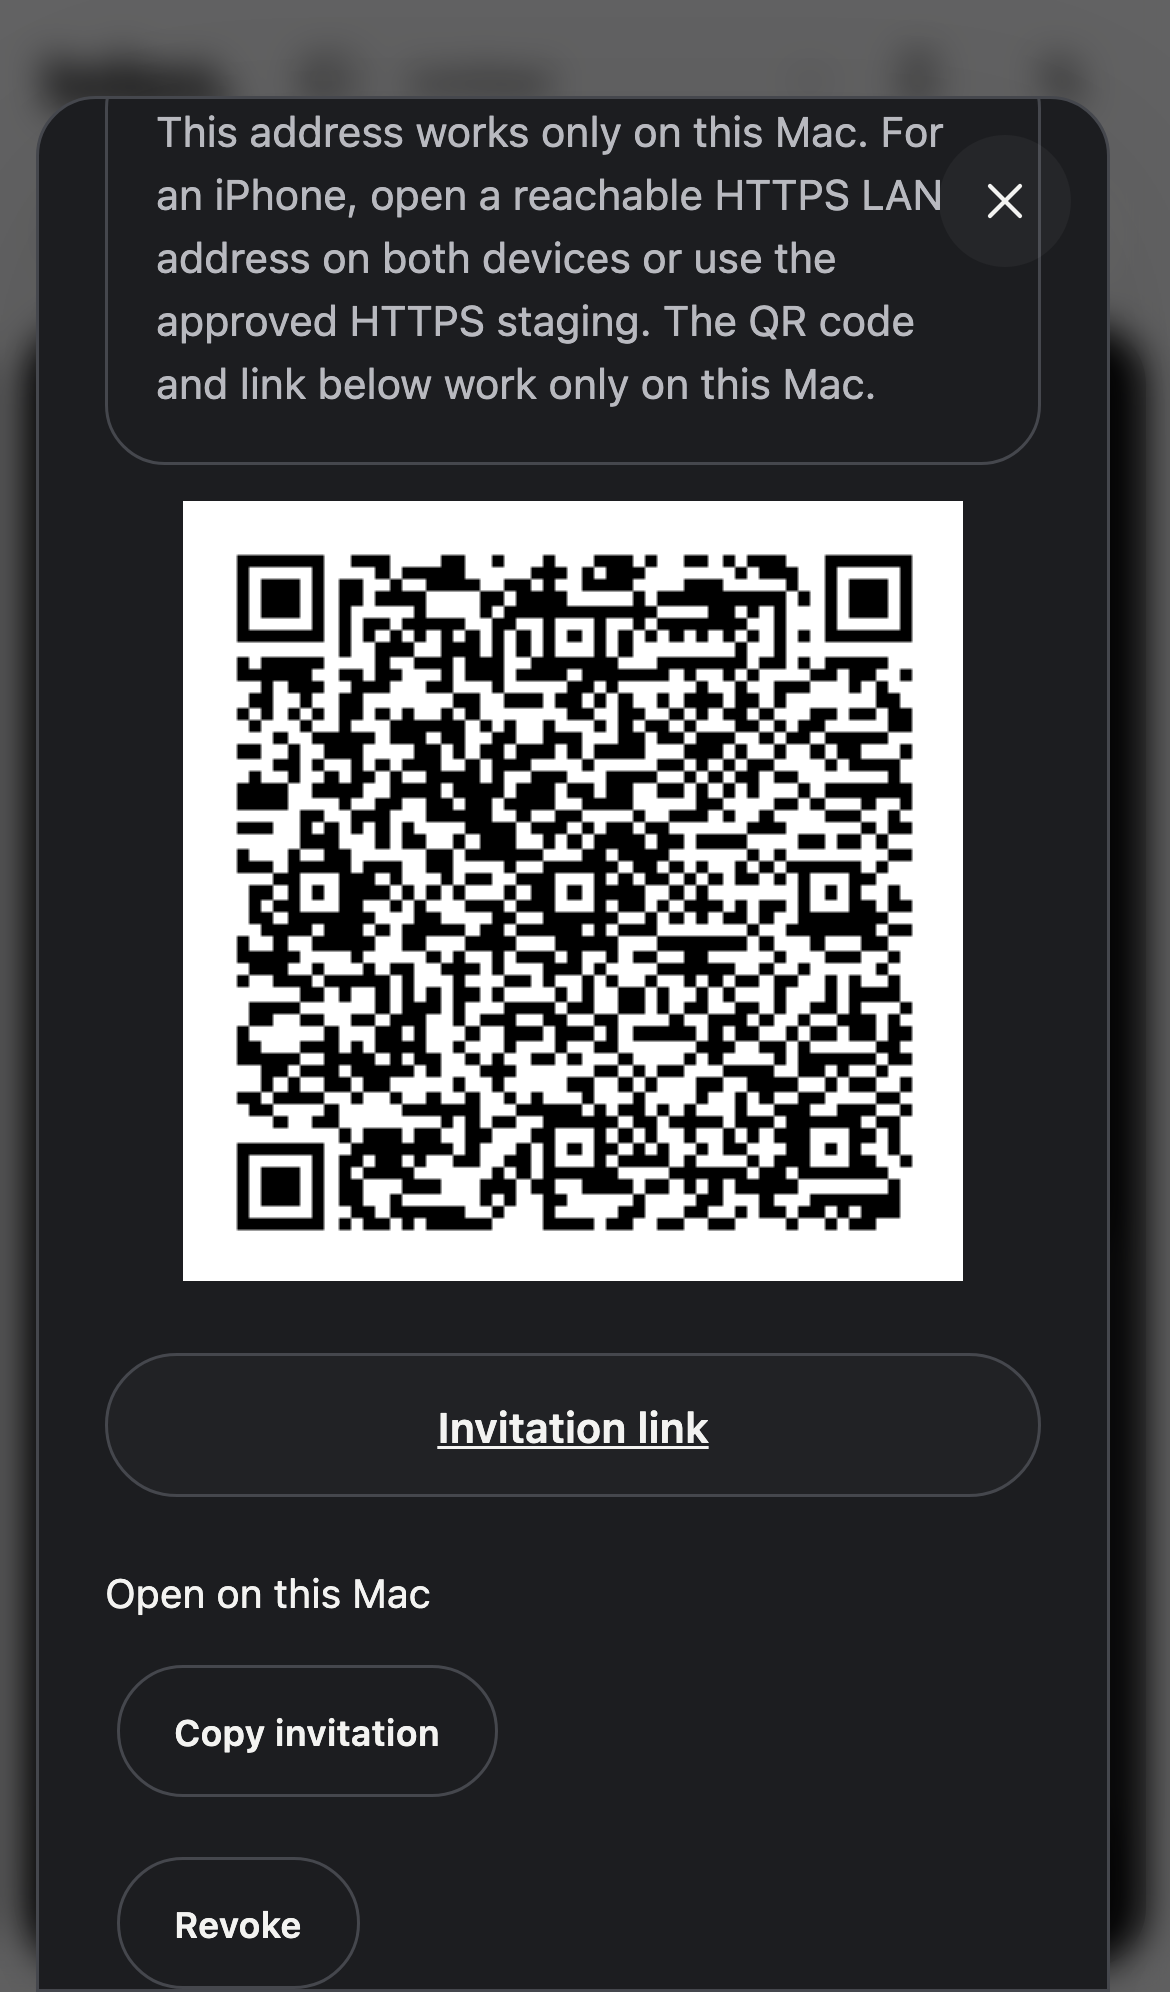 This address works only on this Mac. For
an iPhone, open a reachable HTTPS LAN
address on both devices or use the
approved HTTPS staging. The QR code
and link below work only on this Mac.
Invitation link
Open on this Mac
Copy invitation
Revoke